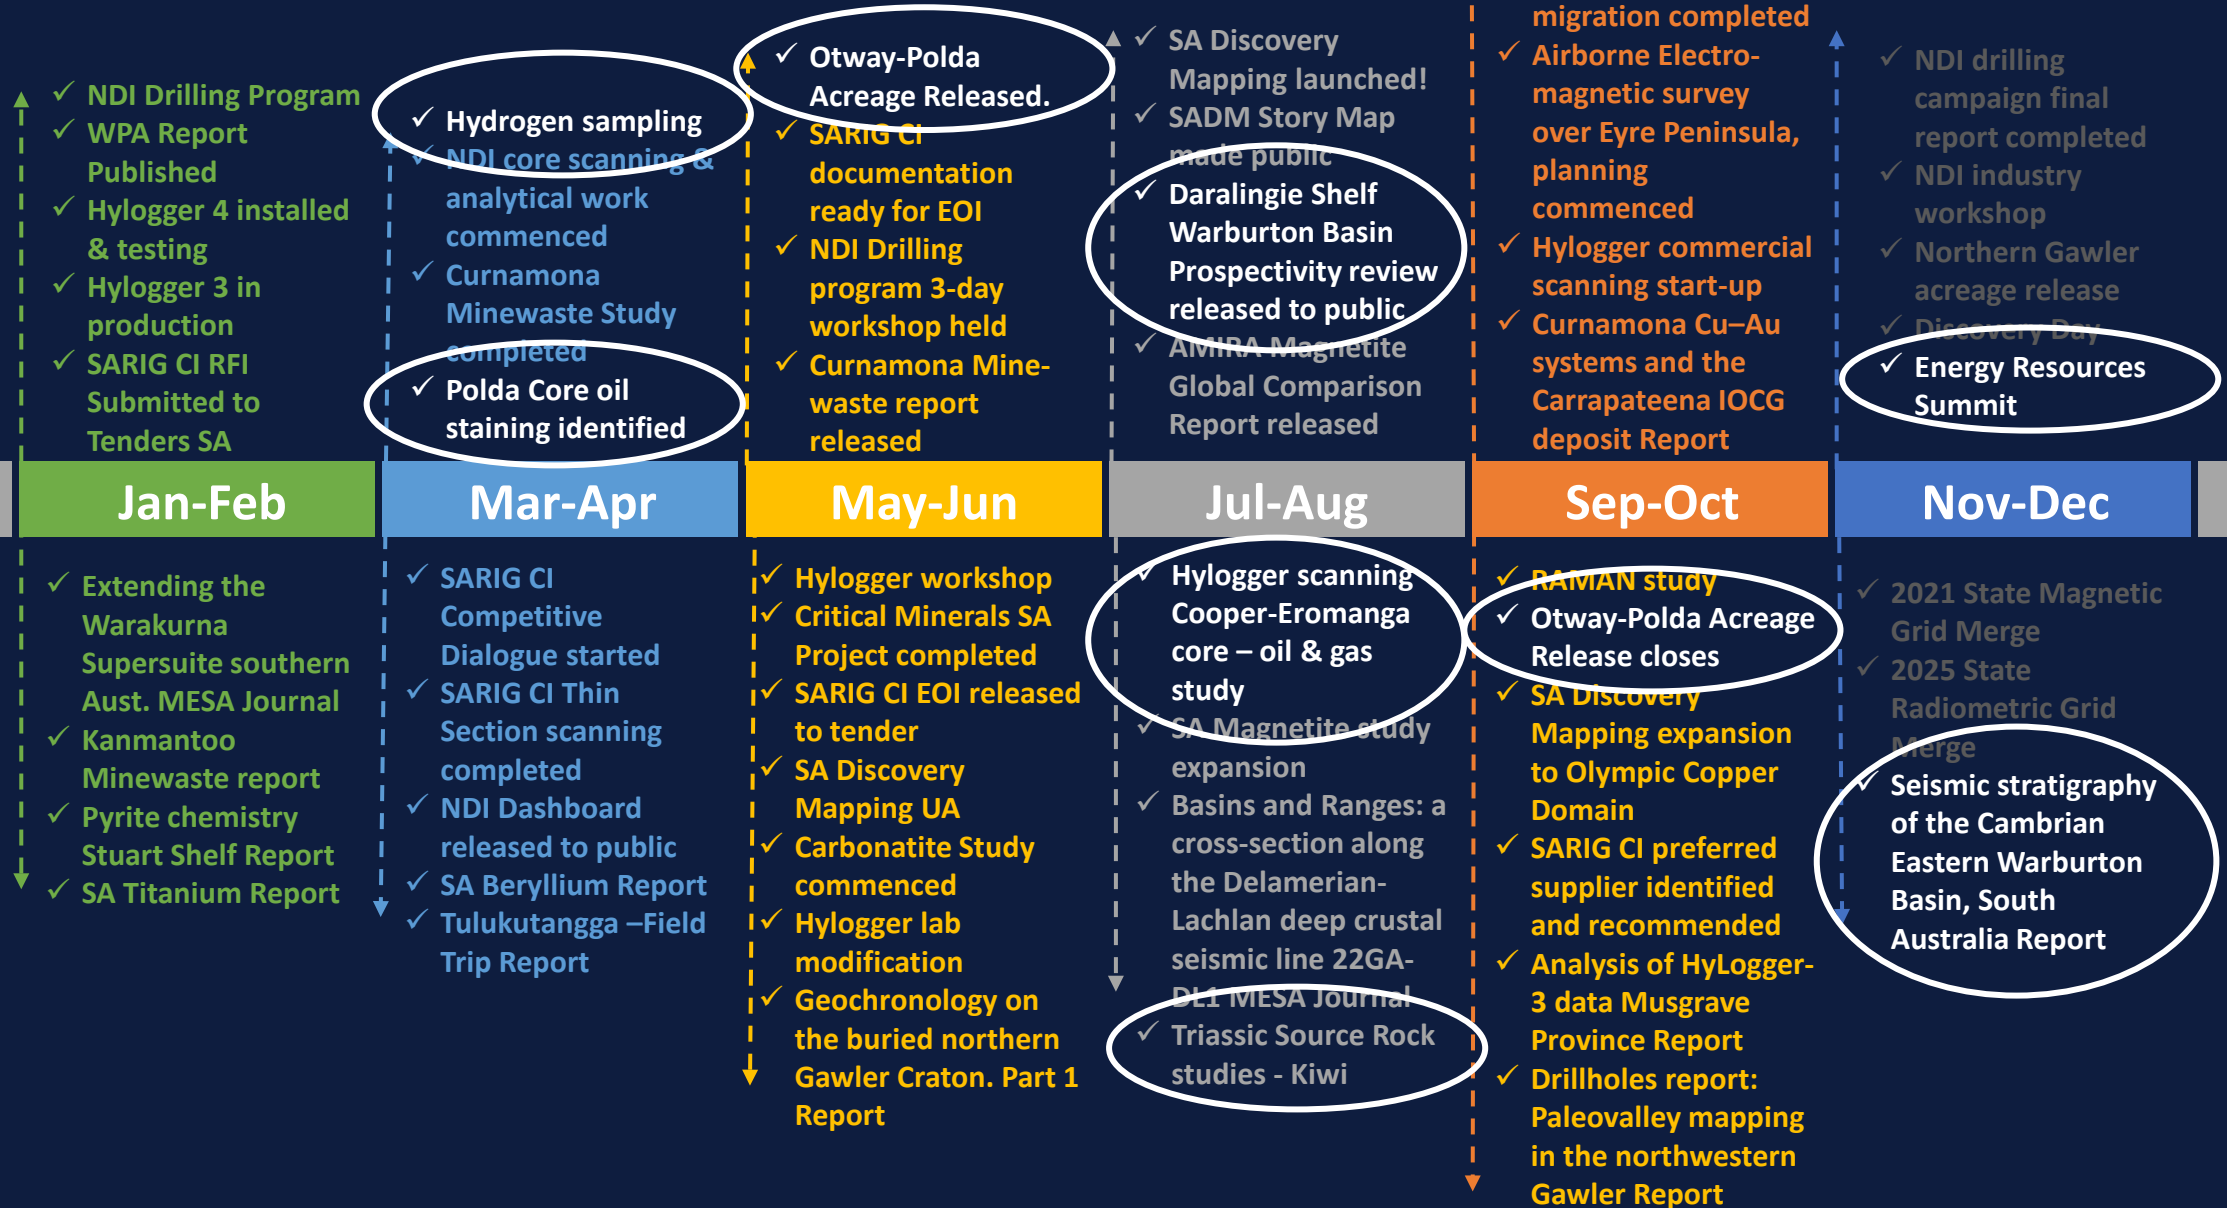 ✓ NDI Drilling Program
✓ WPA Report
Published
✓ Hylogger 4 installed
& testing
✓ Hylogger 3 in
production
✓ SARIG CI RFI
Submitted to
Tenders SA
✓ Hydrogen sampling
✓ NDI core scanning &
analytical work
commenced
✓ Curnamona
Minewaste Study
completed
✓ Polda Core oil
staining identified
✓ Otway-Polda
Acreage Released.
✓ SARIG CI
documentation
ready for EOI
✓ NDI Drilling
program 3-day
workshop held
✓ Curnamona Mine-
waste report
released
✓ SA Discovery
Mapping launched!
✓ SADM Story Map
made public
✓ Daralingie Shelf
Warburton Basin
Prospectivity review
released to public
✓ AMIRA Magnetite
Global Comparison
Report released
migration completed
✓ Airborne Electro-
magnetic survey
over Eyre Peninsula,
planning
commenced
✓ Hylogger commercial
scanning start-up
✓ Curnamona Cu–Au
systems and the
Carrapateena IOCG
deposit Report
✓ NDI drilling
campaign final
report completed
✓ NDI industry
workshop
✓ Northern Gawler
acreage release
✓ Discovery Day
✓ Energy Resources
Summit
Jan-Feb
Mar-Apr
May-Jun
Jul-Aug
Sep-Oct
Nov-Dec
✓ Extending the
Warakurna
Supersuite southern
Aust. MESA Journal
✓ Kanmantoo
Minewaste report
✓ Pyrite chemistry
Stuart Shelf Report
✓ SA Titanium Report
✓ SARIG CI
Competitive
Dialogue started
✓ SARIG CI Thin
Section scanning
completed
✓ NDI Dashboard
released to public
✓ SA Beryllium Report
✓ Tulukutangga –Field
Trip Report
✓ Hylogger workshop
✓ Critical Minerals SA
Project completed
✓ SARIG CI EOI released
to tender
✓ SA Discovery
Mapping UA
✓ Carbonatite Study
commenced
✓ Hylogger lab
modification
✓ Geochronology on
the buried northern
Gawler Craton. Part 1
Report
✓ Hylogger scanning
Cooper-Eromanga
core – oil & gas
study
✓ SA Magnetite study
expansion
✓ Basins and Ranges: a
cross-section along
the Delamerian-
Lachlan deep crustal
seismic line 22GA-
DL1 MESA Journal
✓ Triassic Source Rock
studies - Kiwi
✓ RAMAN study
✓ Otway-Polda Acreage
Release closes
✓ SA Discovery
Mapping expansion
to Olympic Copper
Domain
✓ SARIG CI preferred
supplier identified
and recommended
✓ Analysis of HyLogger-
3 data Musgrave
Province Report
✓ Drillholes report:
Paleovalley mapping
in the northwestern
Gawler Report
✓ 2021 State Magnetic
Grid Merge
✓ 2025 State
Radiometric Grid
Merge
✓ Seismic stratigraphy
of the Cambrian
Eastern Warburton
Basin, South
Australia Report